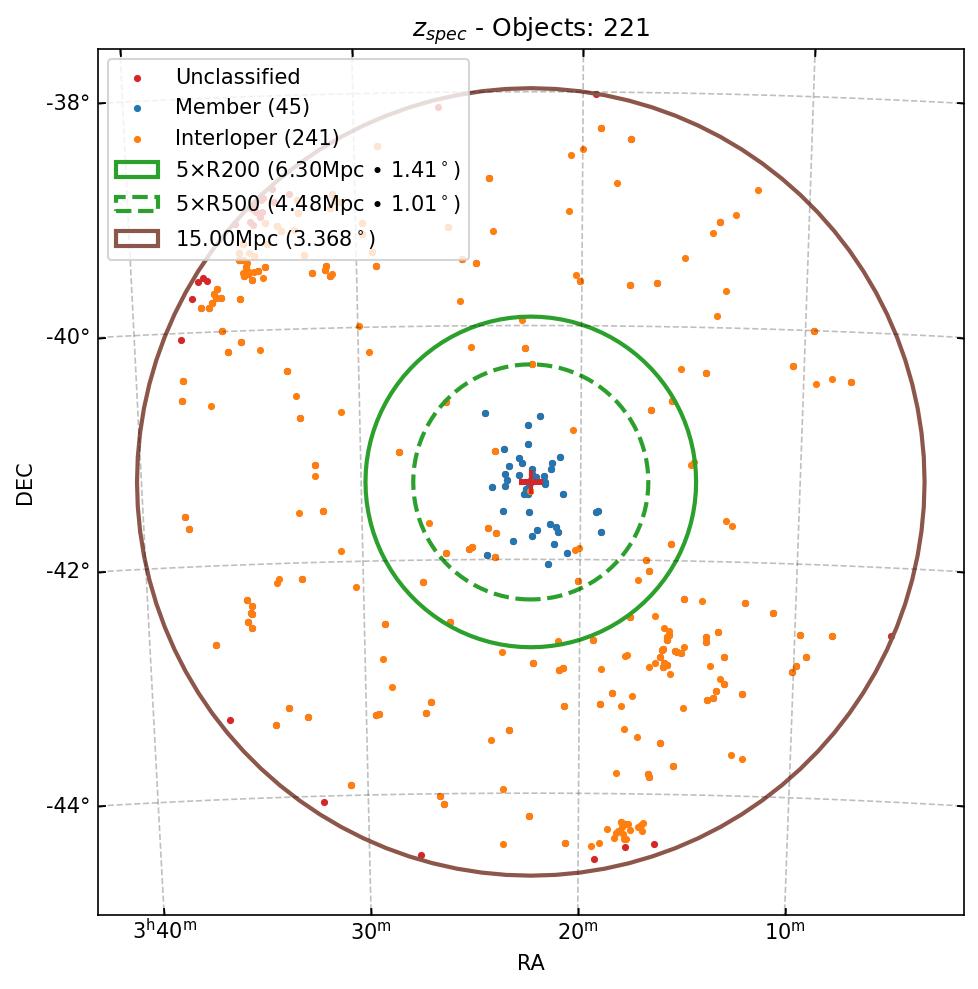 z_spec - Objects: 221
Unclassified
Member (45)
Interloper (241)
5×R200 (6.30Mpc • 1.41°)
5×R500 (4.48Mpc • 1.01°)
15.00Mpc (3.368°)
-38°
-40°
-42°
-44°
DEC
3ʰ40ᵐ
30ᵐ
20ᵐ
10ᵐ
RA